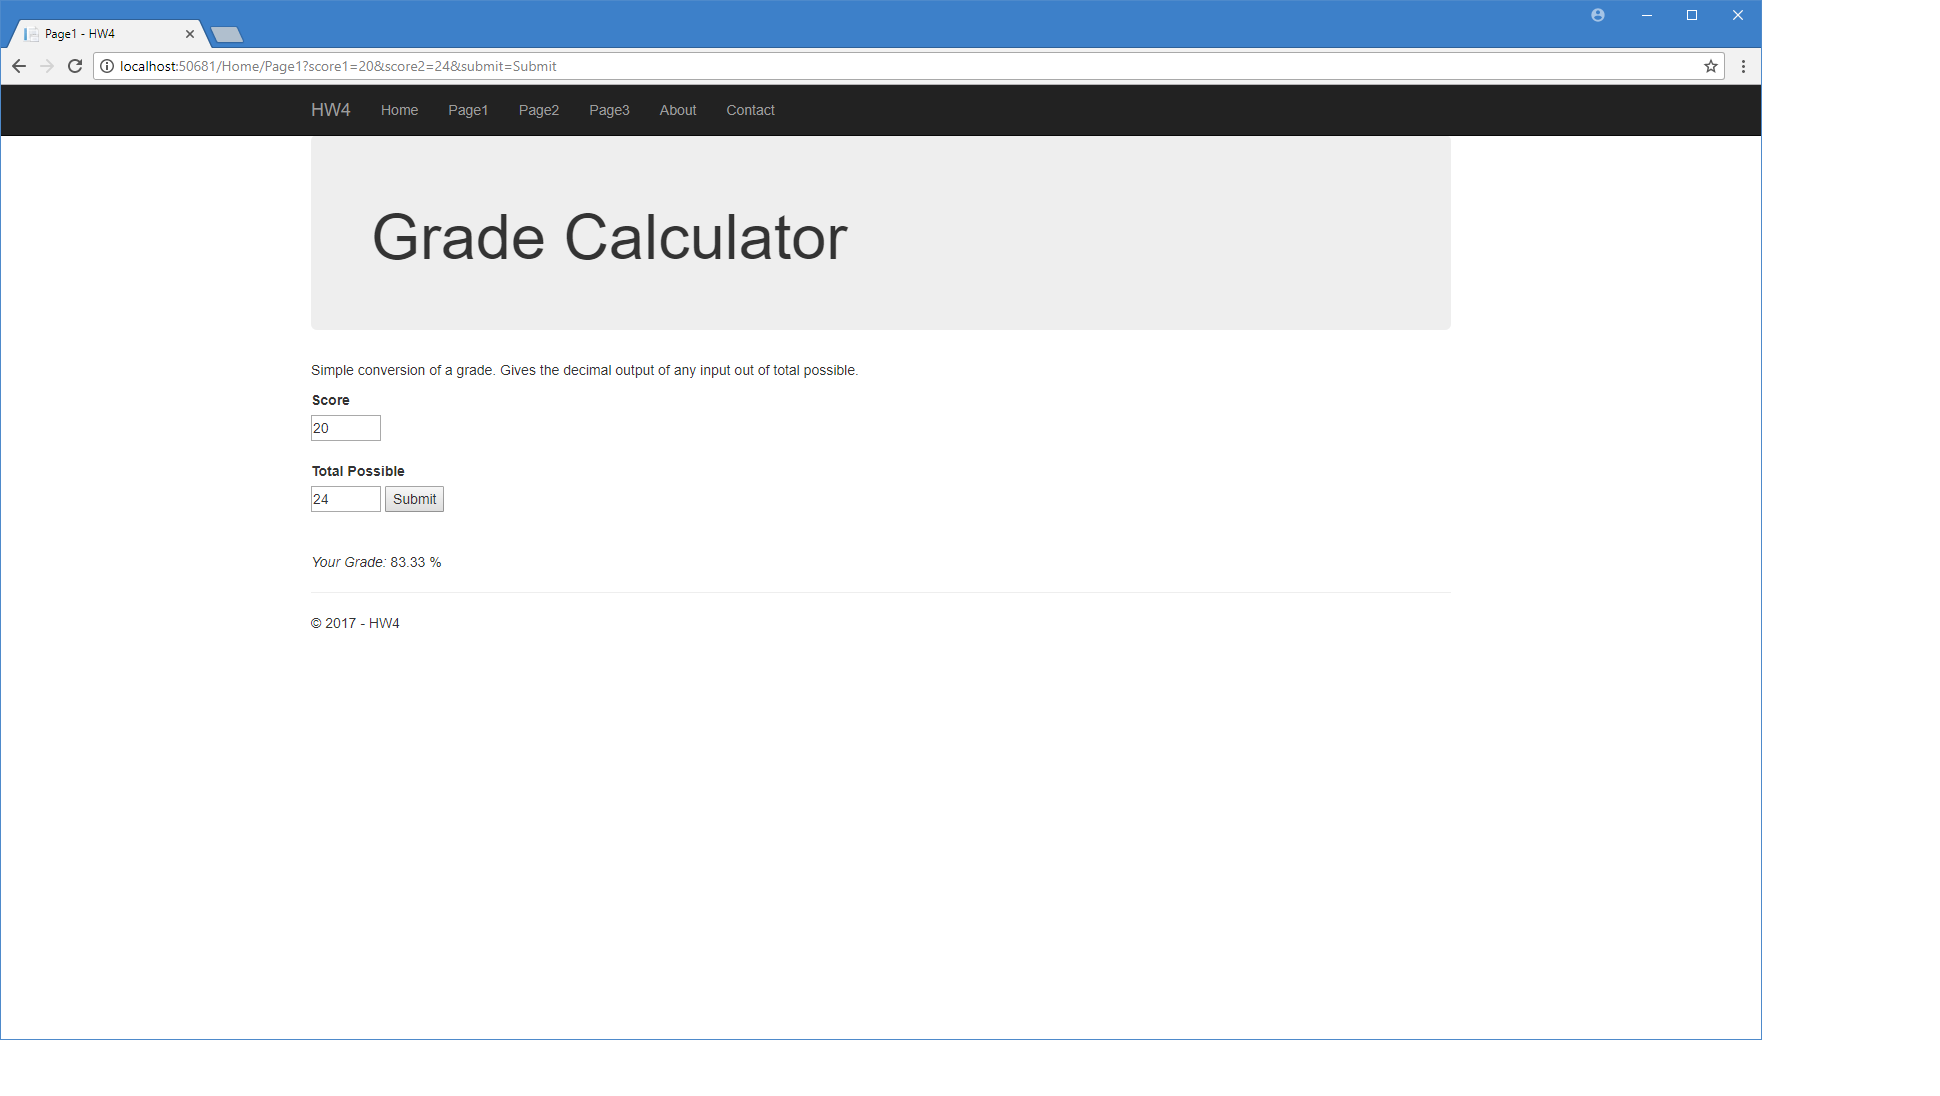 Page1 - HW4
localhost:50681/Home/Page1?score1=20&score2=24&submit=Submit
HW4 Home Page1 Page2 Page3 About Contact
Grade Calculator
Simple conversion of a grade. Gives the decimal output of any input out of total possible.
Score
20
Total Possible
24 Submit
Your Grade: 83.33 %
© 2017 - HW4